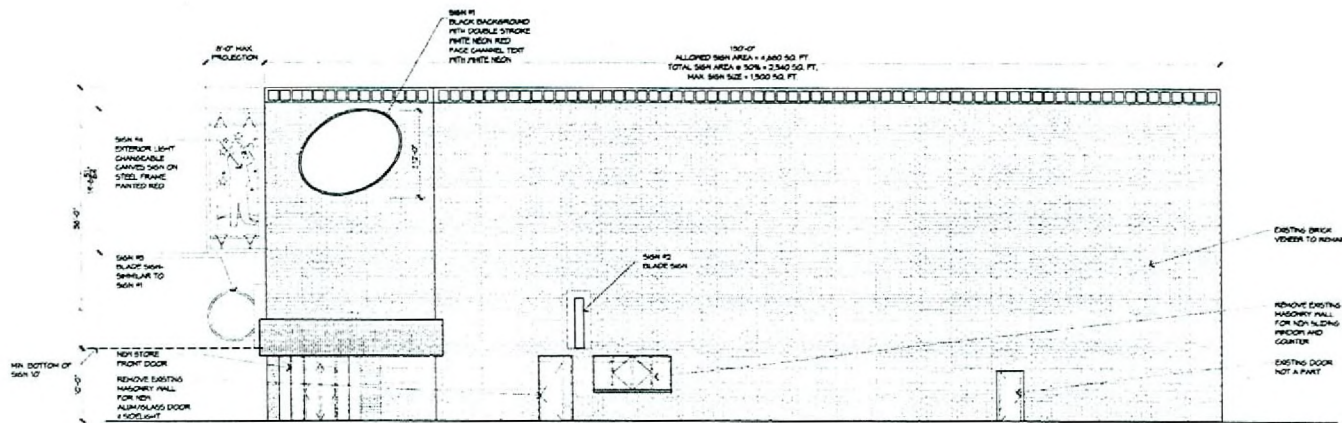 SIGN #1
BLACK BACKGROUND
WITH DOUBLE STROKE
WHITE NEON RED
FACE CHANNEL TEXT
WITH WHITE NEON
8'-0" MAX
PROJECTION
150'-0"
ALLOWED SIGN AREA = 4,680 SQ. FT.
TOTAL SIGN AREA @ 50% = 2,340 SQ. FT.
MAX SIGN SIZE = 1,500 SQ. FT.
SIGN #4
EXTERIOR LIGHT
CHANGEABLE
CANVAS SIGN ON
STEEL FRAME
PAINTED RED
SIGN #3
BLADE SIGN
SIMILAR TO
SIGN #1
SIGN #2
BLADE SIGN
EXISTING BRICK
VENEER TO REMAIN
REMOVE EXISTING
MASONRY WALL
FOR NEW SLIDING
WINDOW AND
COUNTER
EXISTING DOOR
NOT A PART
MIN. BOTTOM OF
SIGN 10'
NEW STORE
FRONT DOOR
REMOVE EXISTING
MASONRY WALL
FOR NEW
ALUM/GLASS DOOR
& SIDELIGHT